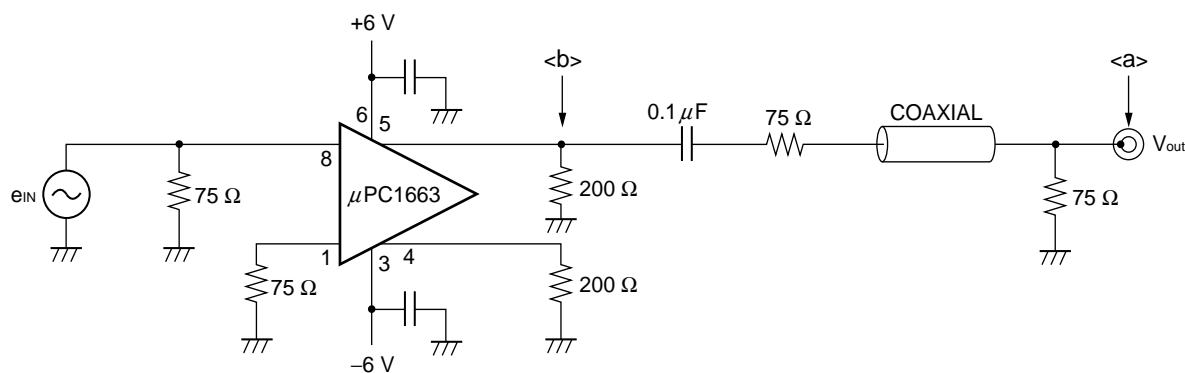 +6 V
<b>
<a>
0.1 μF
75 Ω
COAXIAL
6
5
8
eIN
75 Ω
μPC1663
200 Ω
Vout
75 Ω
1
3
4
75 Ω
200 Ω
–6 V